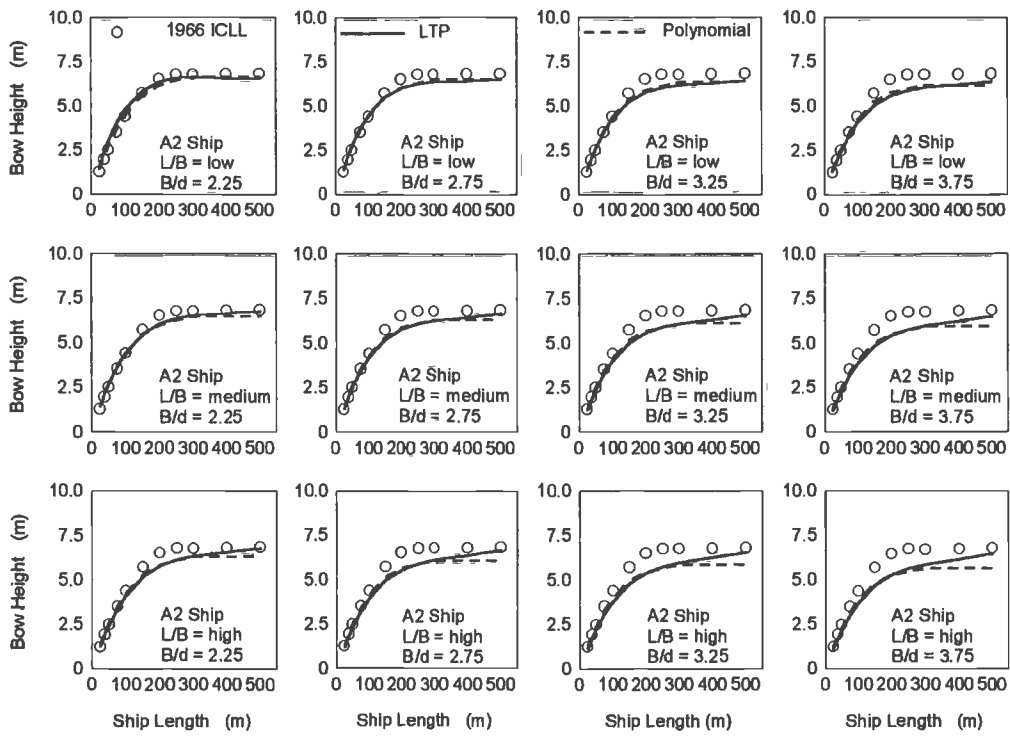 10.0
7.5
5.0
2.5
0
Bow Height (m)
1966 ICLL
A2 Ship
L/B = low
B/d = 2.25
0 100 200 300 400 500
10.0
7.5
5.0
2.5
0
LTP
A2 Ship
L/B = low
B/d = 2.75
0 100 200 300 400 500
10.0
7.5
5.0
2.5
0
Polynomial
A2 Ship
L/B = low
B/d = 3.25
0 100 200 300 400 500
10.0
7.5
5.0
2.5
0
A2 Ship
L/B = low
B/d = 3.75
0 100 200 300 400 500
10.0
7.5
5.0
2.5
0
Bow Height (m)
A2 Ship
L/B = medium
B/d = 2.25
0 100 200 300 400 500
10.0
7.5
5.0
2.5
0
A2 Ship
L/B = medium
B/d = 2.75
0 100 200 300 400 500
10.0
7.5
5.0
2.5
0
A2 Ship
L/B = medium
B/d = 3.25
0 100 200 300 400 500
10.0
7.5
5.0
2.5
0
A2 Ship
L/B = medium
B/d = 3.75
0 100 200 300 400 500
10.0
7.5
5.0
2.5
0
Bow Height (m)
A2 Ship
L/B = high
B/d = 2.25
0 100 200 300 400 500
Ship Length (m)
10.0
7.5
5.0
2.5
0
A2 Ship
L/B = high
B/d = 2.75
0 100 200 300 400 500
Ship Length (m)
10.0
7.5
5.0
2.5
0
A2 Ship
L/B = high
B/d = 3.25
0 100 200 300 400 500
Ship Length (m)
10.0
7.5
5.0
2.5
0
A2 Ship
L/B = high
B/d = 3.75
0 100 200 300 400 500
Ship Length (m)